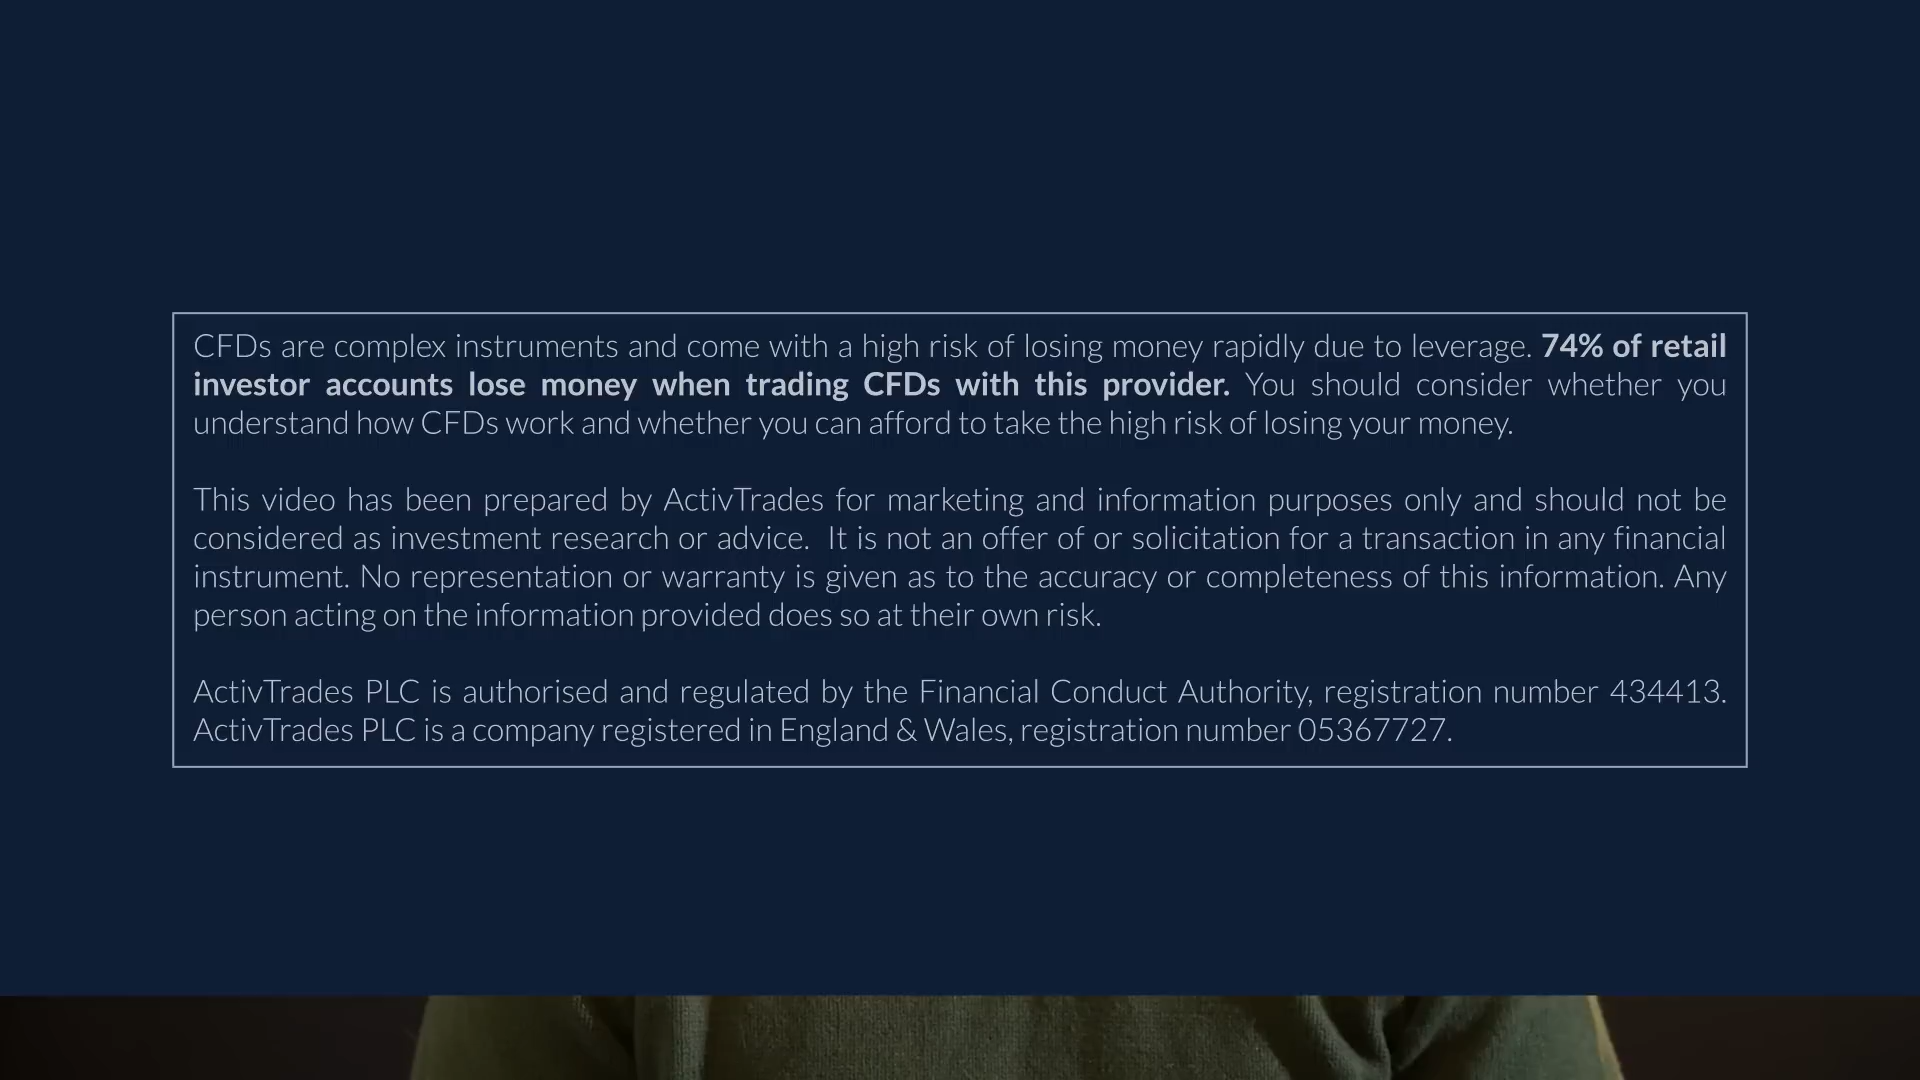 CFDs are complex instruments and come with a high risk of losing money rapidly due to leverage. 74% of retail
investor accounts lose money when trading CFDs with this provider. You should consider whether you
understand how CFDs work and whether you can afford to take the high risk of losing your money.
This video has been prepared by ActivTrades for marketing and information purposes only and should not be
considered as investment research or advice. It is not an offer of or solicitation for a transaction in any financial
instrument. No representation or warranty is given as to the accuracy or completeness of this information. Any
person acting on the information provided does so at their own risk.
ActivTrades PLC is authorised and regulated by the Financial Conduct Authority, registration number 434413.
ActivTrades PLC is a company registered in England & Wales, registration number 05367727.